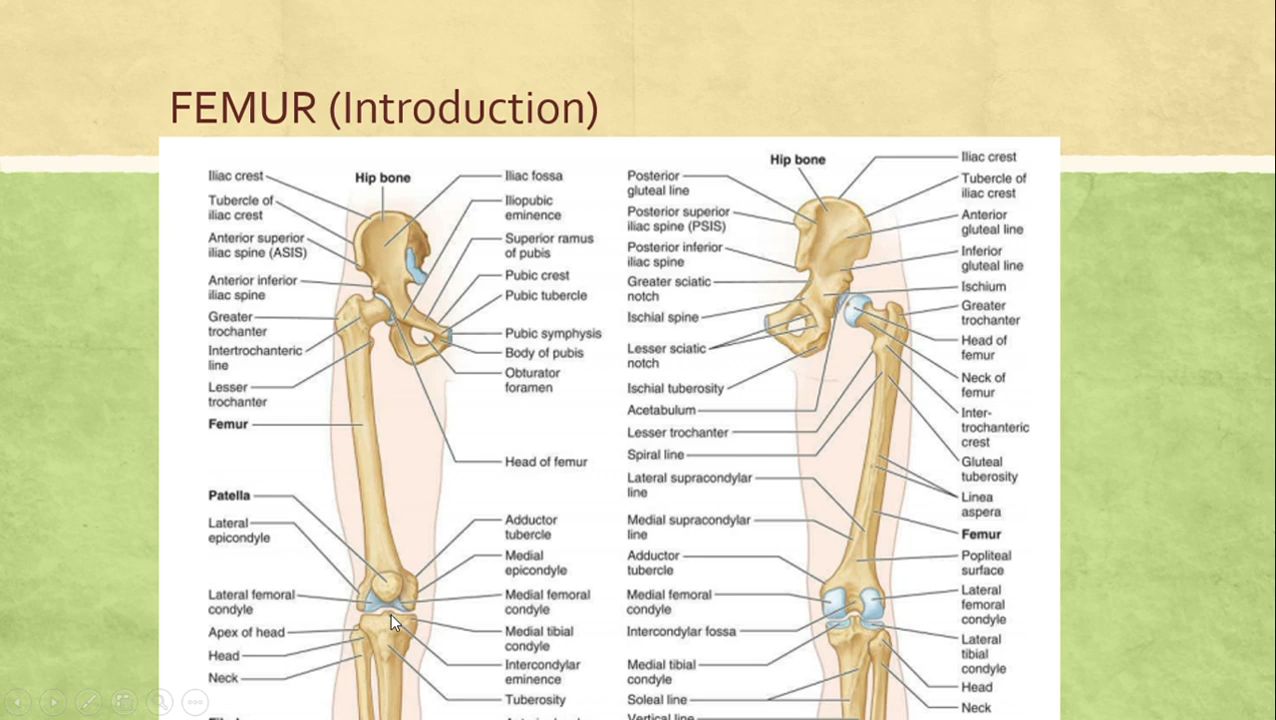 FEMUR (Introduction)
Iliac crest
Tubercle of
iliac crest
Anterior superior
iliac spine (ASIS)
Anterior inferior
iliac spine
Greater
trochanter
Intertrochanteric
line
Lesser
trochanter
Femur
Patella
Lateral
epicondyle
Lateral femoral
condyle
Apex of head
Head
Neck
Hip bone
Iliac fossa
Iliopubic
eminence
Superior ramus
of pubis
Pubic crest
Pubic tubercle
Pubic symphysis
Body of pubis
Obturator
foramen
Head of femur
Adductor
tubercle
Medial
epicondyle
Medial femoral
condyle
Medial tibial
condyle
Intercondylar
eminence
Tuberosity
Posterior
gluteal line
Posterior superior
iliac spine (PSIS)
Posterior inferior
iliac spine
Greater sciatic
notch
Ischial spine
Lesser sciatic
notch
Ischial tuberosity
Acetabulum
Lesser trochanter
Spiral line
Lateral supracondylar
line
Medial supracondylar
line
Adductor
tubercle
Medial femoral
condyle
Intercondylar fossa
Medial tibial
condyle
Soleal line
Vertical line
Hip bone
Iliac crest
Tubercle of
iliac crest
Anterior
gluteal line
Inferior
gluteal line
Ischium
Greater
trochanter
Head of
femur
Neck of
femur
Inter-
trochanteric
crest
Gluteal
tuberosity
Linea
aspera
Femur
Popliteal
surface
Lateral
femoral
condyle
Lateral
tibial
condyle
Head
Neck